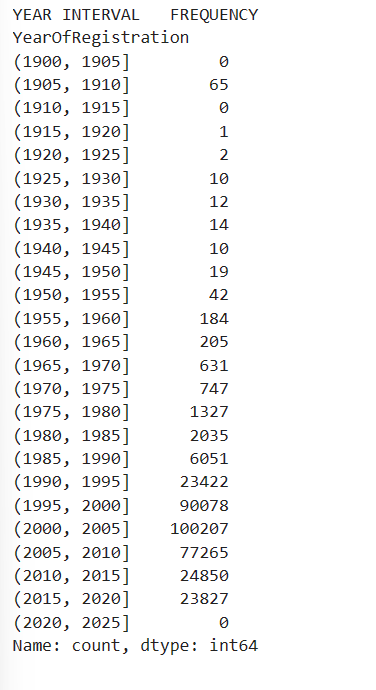 YEAR INTERVAL   FREQUENCY
YearOfRegistration
(1900, 1905]         0
(1905, 1910]        65
(1910, 1915]         0
(1915, 1920]         1
(1920, 1925]         2
(1925, 1930]        10
(1930, 1935]        12
(1935, 1940]        14
(1940, 1945]        10
(1945, 1950]        19
(1950, 1955]        42
(1955, 1960]       184
(1960, 1965]       205
(1965, 1970]       631
(1970, 1975]       747
(1975, 1980]      1327
(1980, 1985]      2035
(1985, 1990]      6051
(1990, 1995]     23422
(1995, 2000]     90078
(2000, 2005]    100207
(2005, 2010]     77265
(2010, 2015]     24850
(2015, 2020]     23827
(2020, 2025]         0
Name: count, dtype: int64